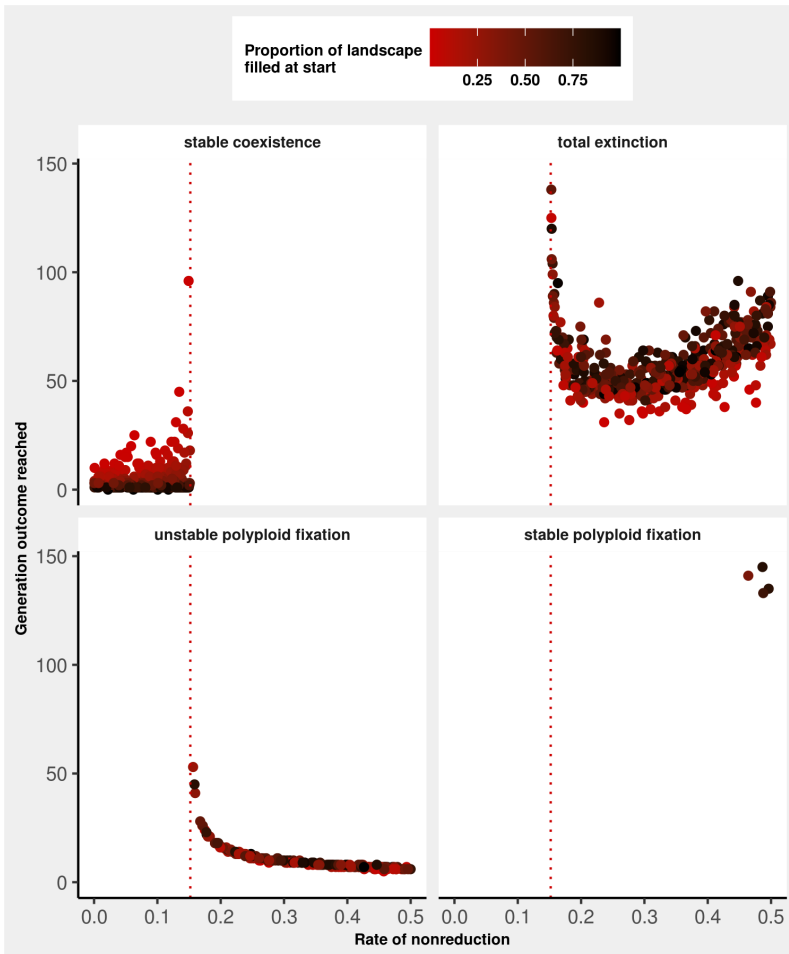 Proportion of landscape
filled at start
0.25 0.50 0.75
stable coexistence
total extinction
150
100
50
0
Generation outcome reached
unstable polyploid fixation
stable polyploid fixation
150
100
50
0
0.0 0.1 0.2 0.3 0.4 0.5
0.0 0.1 0.2 0.3 0.4 0.5
Rate of nonreduction